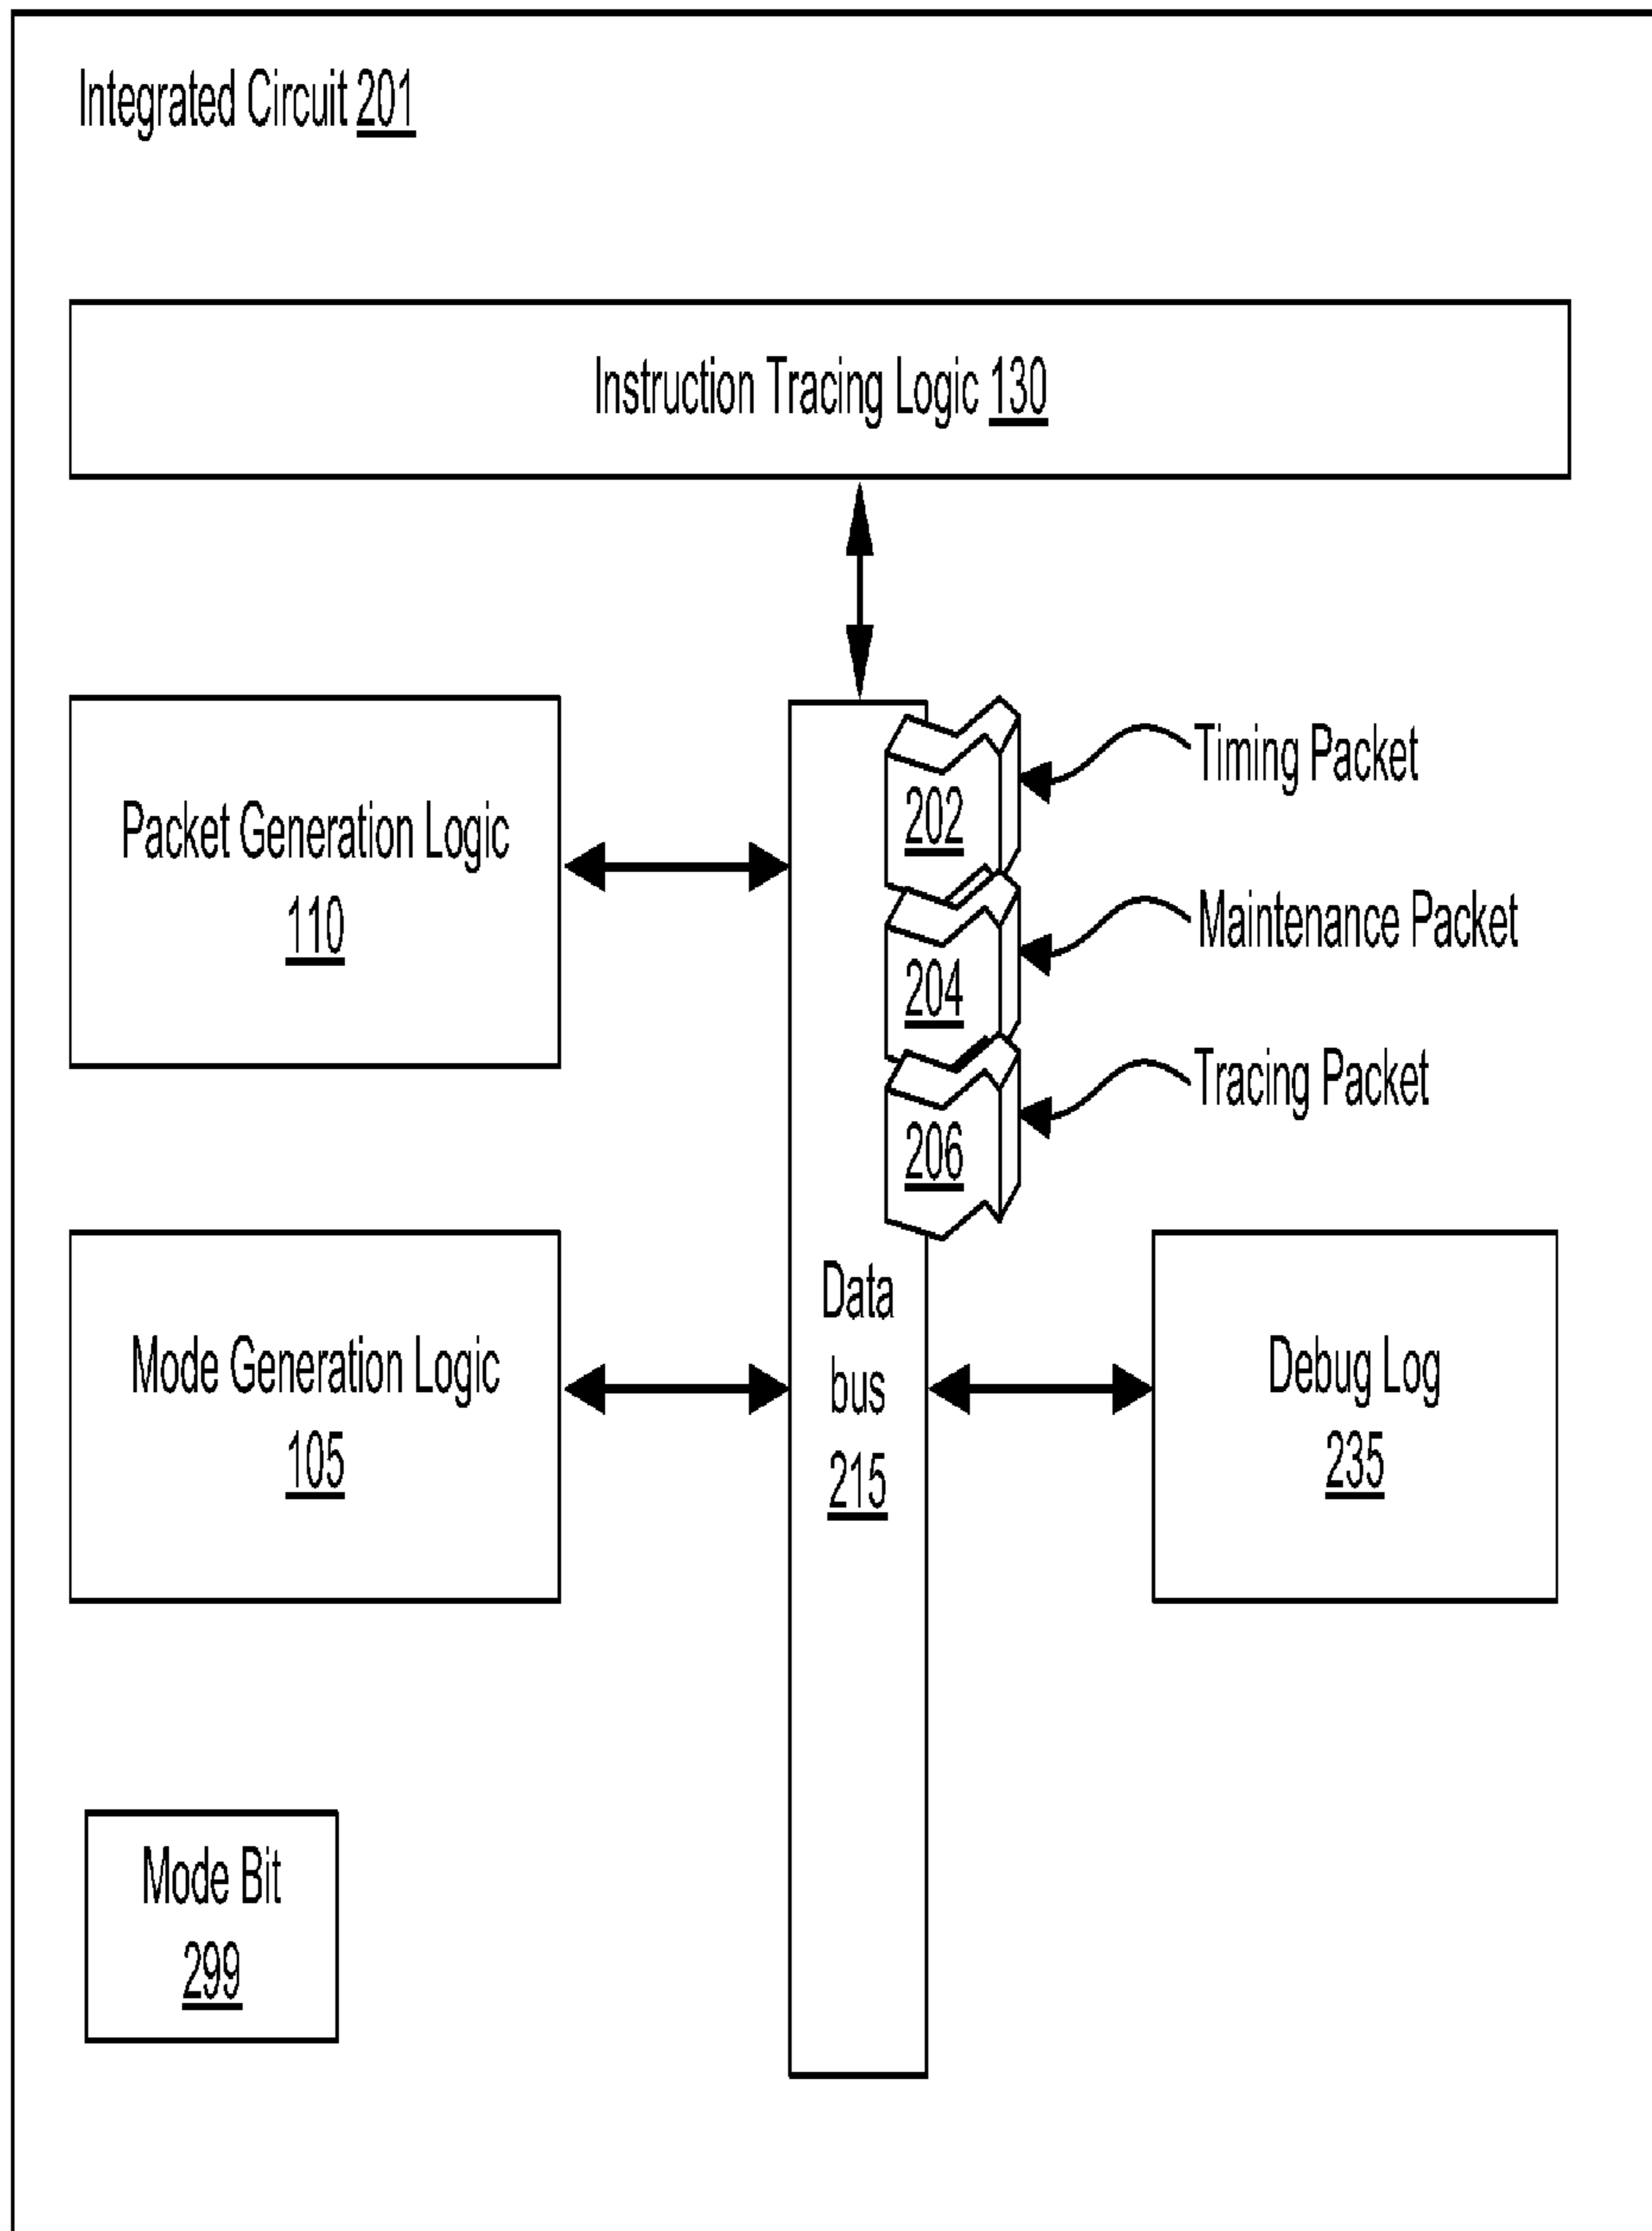 Integrated Circuit 201
Instruction Tracing Logic 130
Packet Generation Logic
110
202
Timing Packet
204
Maintenance Packet
206
Tracing Packet
Mode Generation Logic
105
Data
bus
215
Debug Log
235
Mode Bit
299